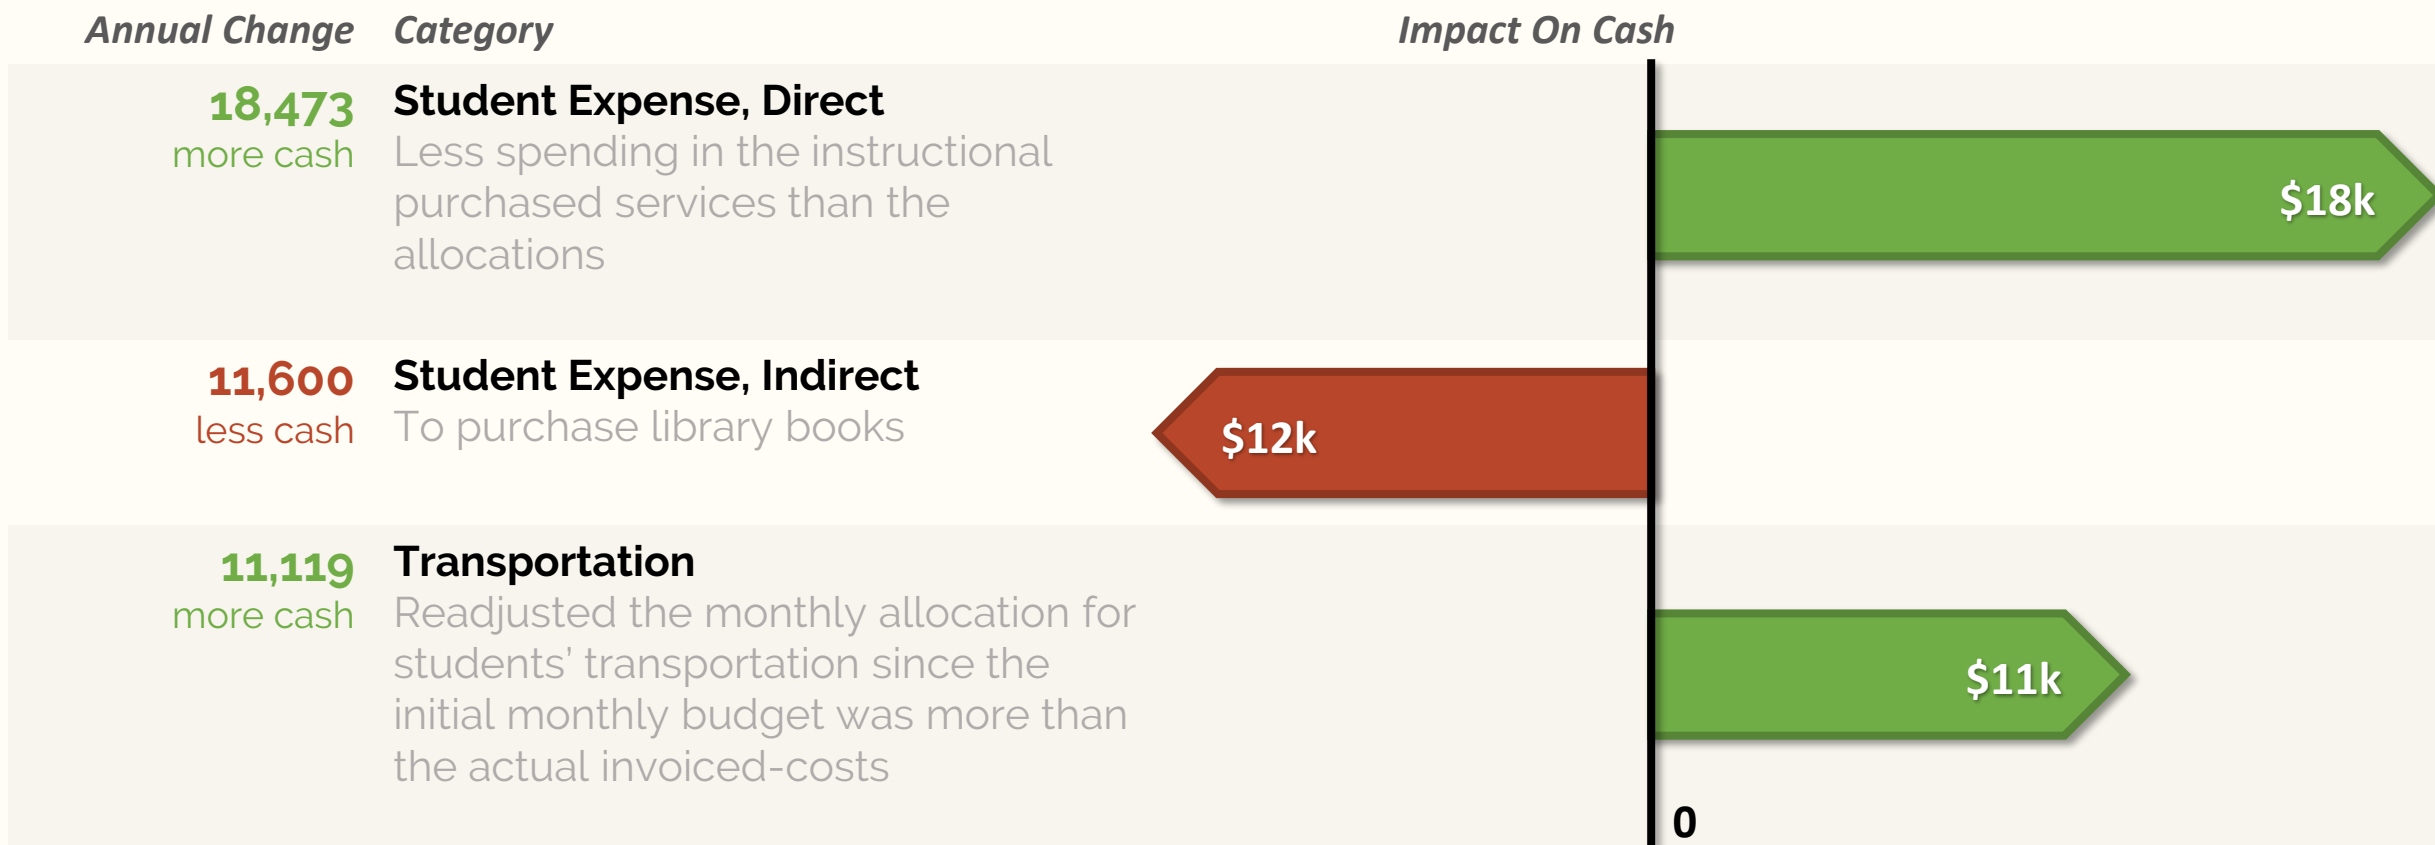 Annual Change Category Impact On Cash
18,473 Student Expense, Direct
more cash Less spending in the instructional
purchased services than the
allocations
$18k
11,600 Student Expense, Indirect
less cash To purchase library books
$12k
11,119 Transportation
more cash Readjusted the monthly allocation for
students’ transportation since the
initial monthly budget was more than
the actual invoiced-costs
$11k
0